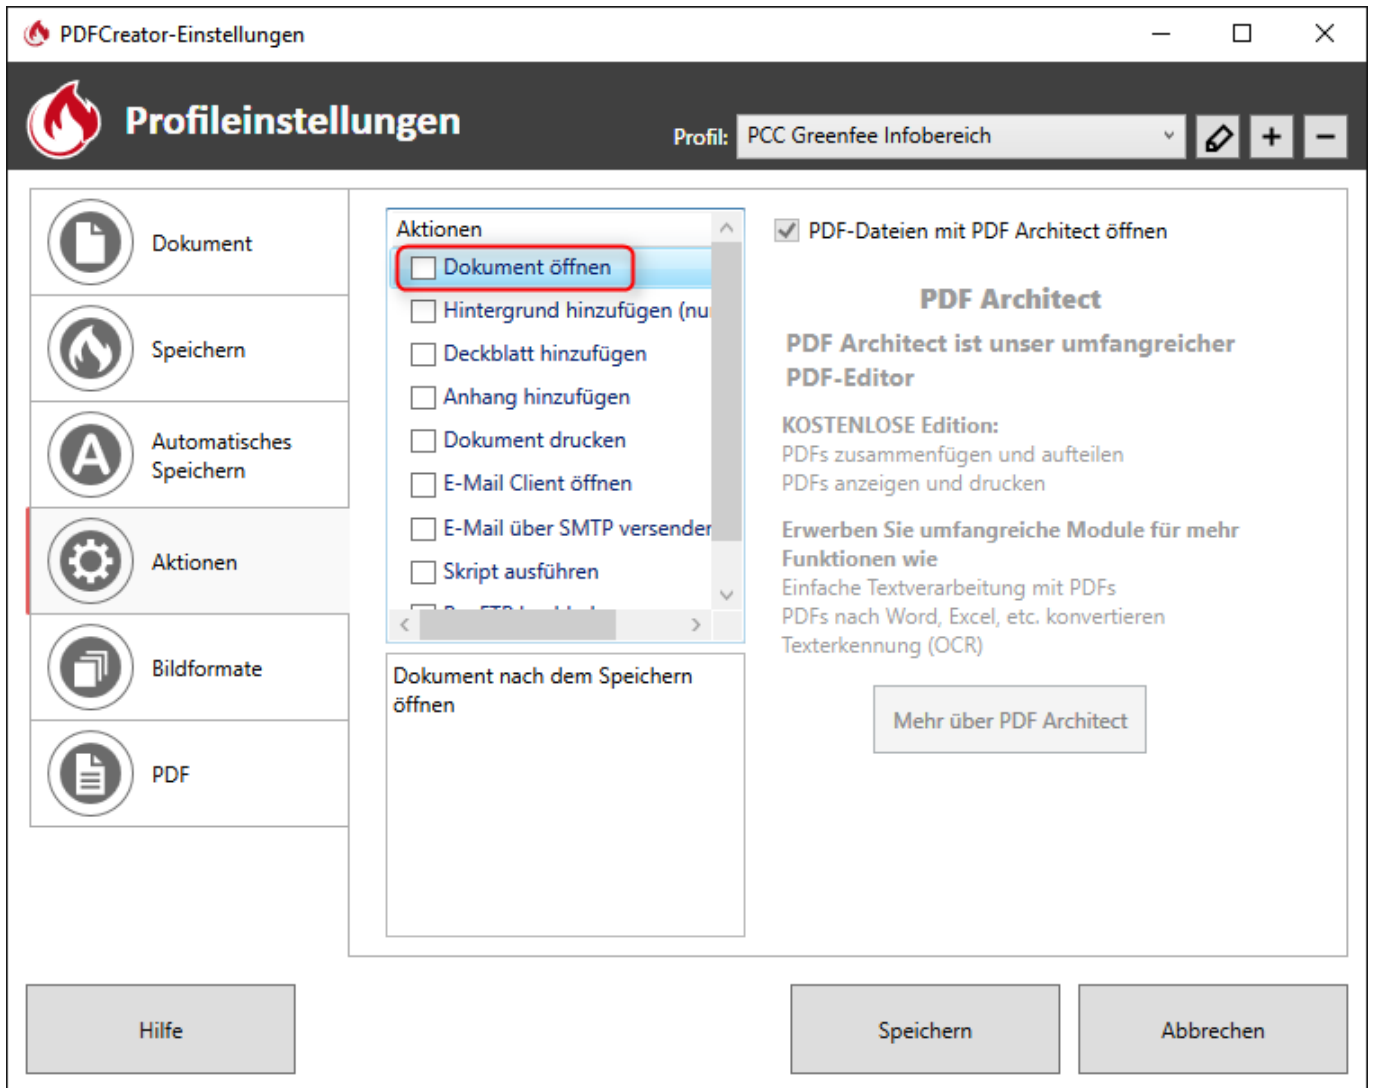 PDFCreator-Einstellungen
Profileinstellungen
Profil:
PCC Greenfee Infobereich
Dokument
Speichern
Automatisches
Speichern
Aktionen
Bildformate
PDF
Aktionen
Dokument öffnen
Hintergrund hinzufügen (nur
Deckblatt hinzufügen
Anhang hinzufügen
Dokument drucken
E-Mail Client öffnen
E-Mail über SMTP versenden
Skript ausführen
Dokument nach dem Speichern
öffnen
PDF-Dateien mit PDF Architect öffnen
PDF Architect
PDF Architect ist unser umfangreicher
PDF-Editor
KOSTENLOSE Edition:
PDFs zusammenfügen und aufteilen
PDFs anzeigen und drucken
Erwerben Sie umfangreiche Module für mehr
Funktionen wie
Einfache Textverarbeitung mit PDFs
PDFs nach Word, Excel, etc. konvertieren
Texterkennung (OCR)
Mehr über PDF Architect
Hilfe
Speichern
Abbrechen